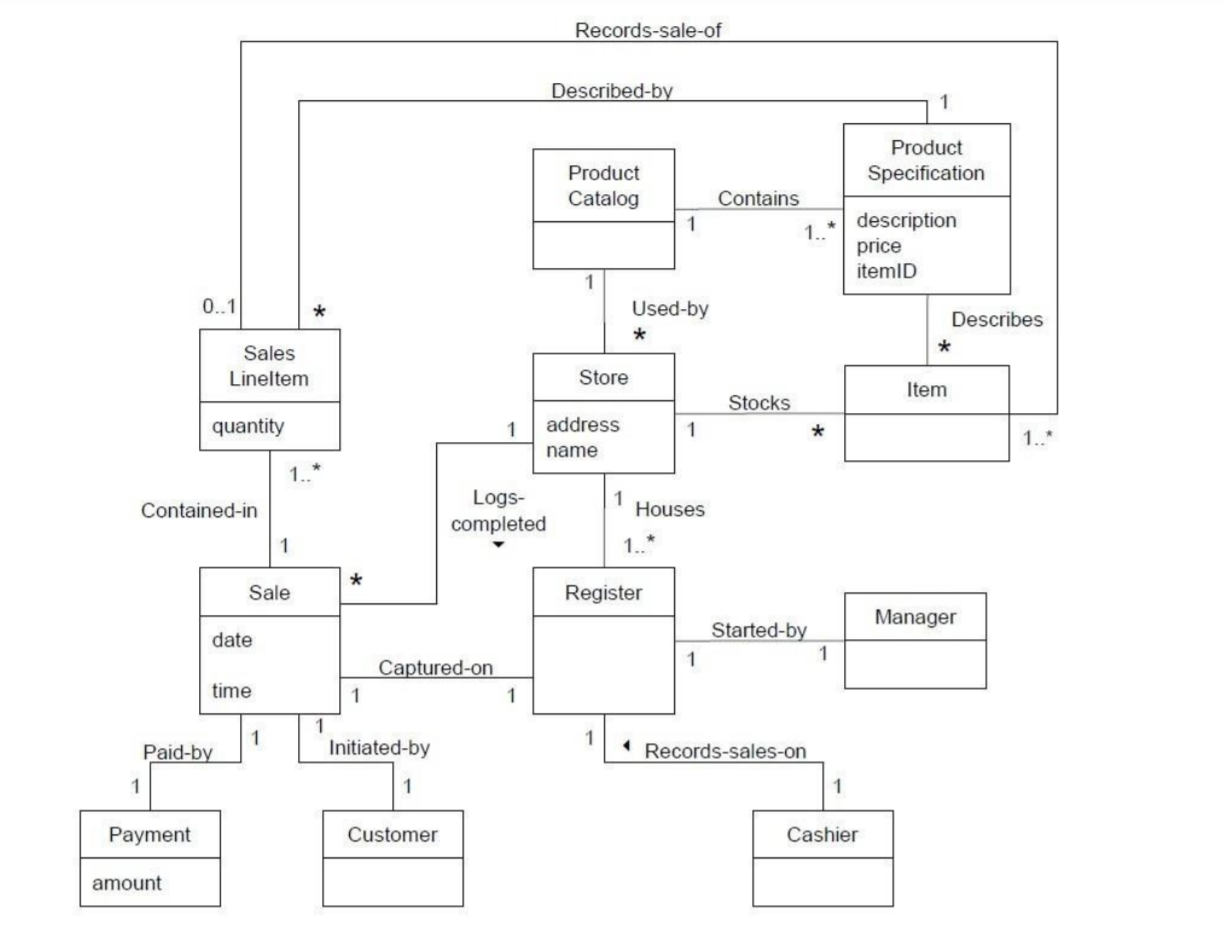 Records-sale-of
Described-by
1
Product
Specification
Product
Catalog
Contains
1
1..*
description
price
itemID
1
Used-by
*
0..1
*
Describes
*
Sales
LineItem
quantity
Store
address
name
Stocks
1
*
Item
1..*
1
1..*
Contained-in
1
Logs-
completed
1
Houses
1..*
*
Sale
date
time
Register
Started-by
1
1
Manager
Captured-on
1
1
1
Paid-by
1
1
Initiated-by
1
1
Records-sales-on
1
Payment
amount
Customer
Cashier